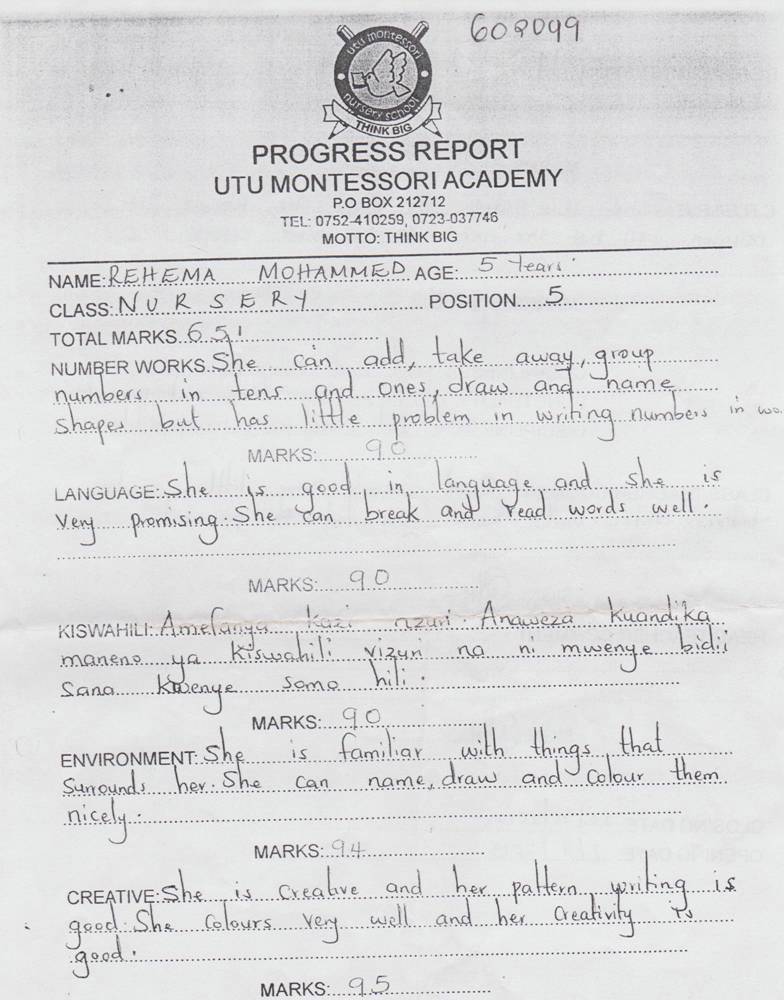 608099
utu montessori
nursery school
THINK BIG
PROGRESS REPORT
UTU MONTESSORI ACADEMY
P.O BOX 212712
TEL: 0752-410259, 0723-037746
MOTTO: THINK BIG
NAME: REHEMA MOHAMMED AGE: 5 Years
CLASS: NURSERY POSITION 5
TOTAL MARKS 651
NUMBER WORKS She can add, take away, group
numbers in tens and ones, draw and name
shapes but has little problem in writing numbers in wo
MARKS: 90
LANGUAGE: She is good in language and she is
very promising. She can break and read words well.
MARKS: 90
KISWAHILI: Amefanya kazi nzuri. Anaweza kuandika
maneno ya kiswahili vizuri na ni mwenye bidii
sana kwenye somo hili.
MARKS: 90
ENVIRONMENT: She is familiar with things that
surrounds her. She can name, draw and colour them
nicely.
MARKS: 94
CREATIVE: She is creative and her pattern writing is
good. She colours very well and her creativity is
good.
MARKS: 95